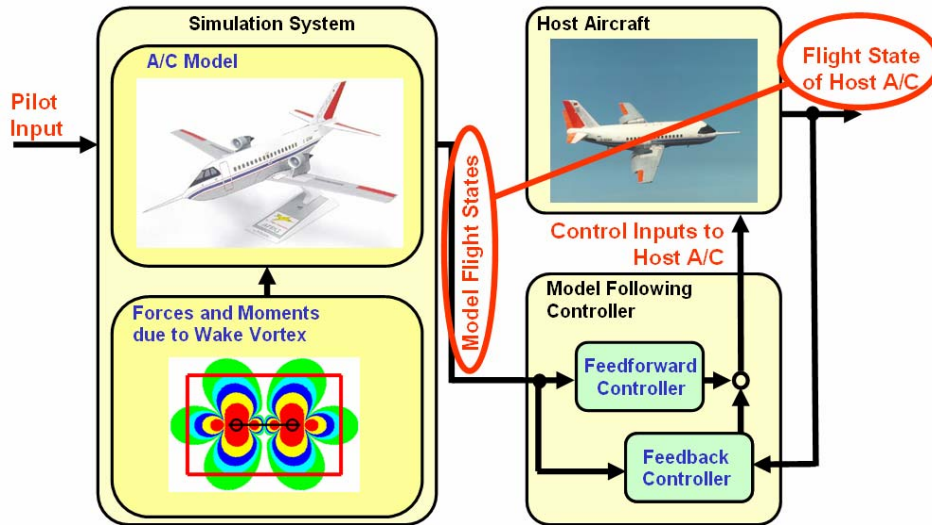 Simulation System
A/C Model
Pilot
Input
Forces and Moments
due to Wake Vortex
Model Flight States
Host Aircraft
Flight State
of Host A/C
Control Inputs to
Host A/C
Model Following
Controller
Feedforward
Controller
Feedback
Controller